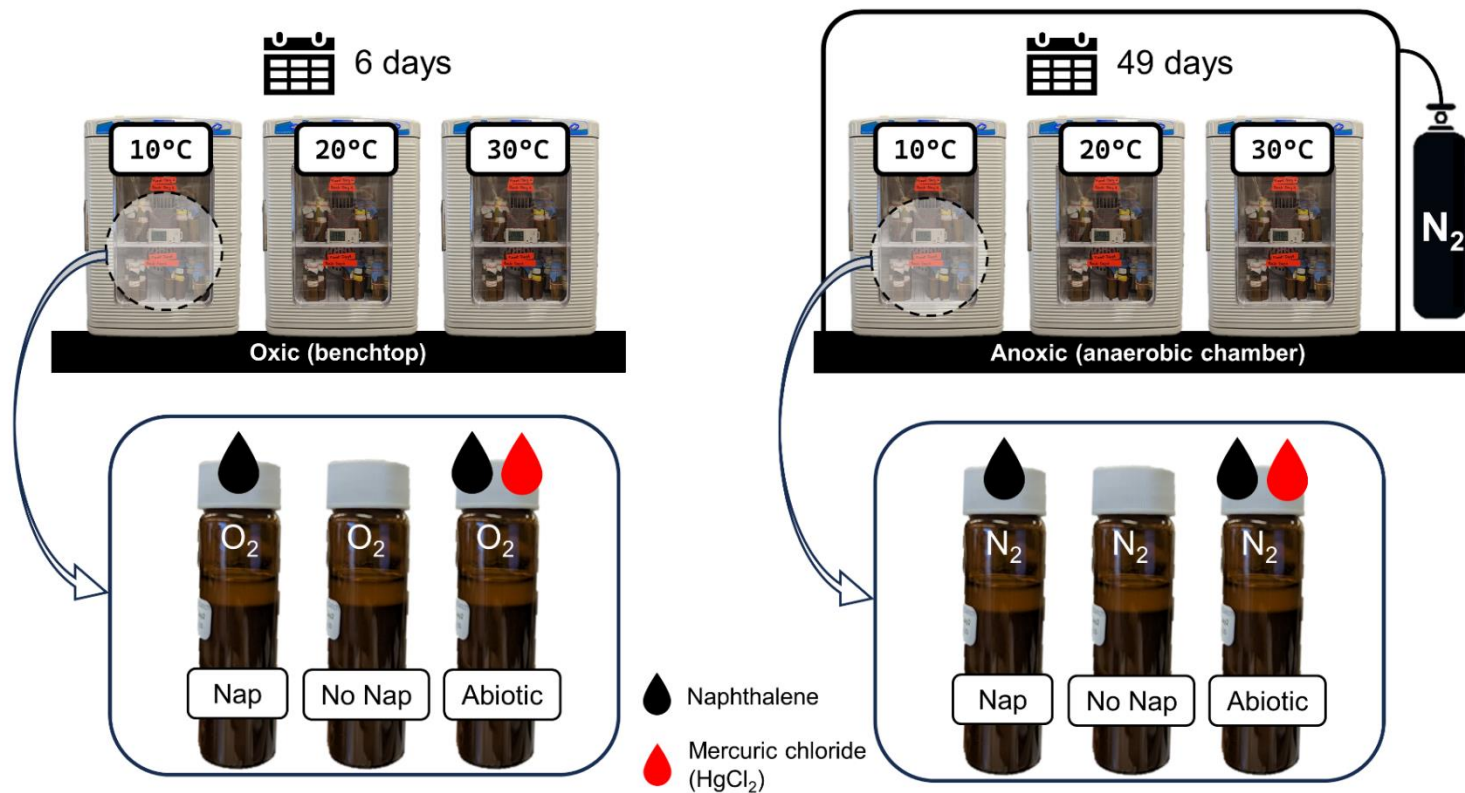 6 days
49 days
10°C
20°C
30°C
10°C
20°C
30°C
N₂
Oxic (benchtop)
Anoxic (anaerobic chamber)
O₂
O₂
O₂
N₂
N₂
N₂
Nap
No Nap
Abiotic
Nap
No Nap
Abiotic
Naphthalene
Mercuric chloride
(HgCl₂)